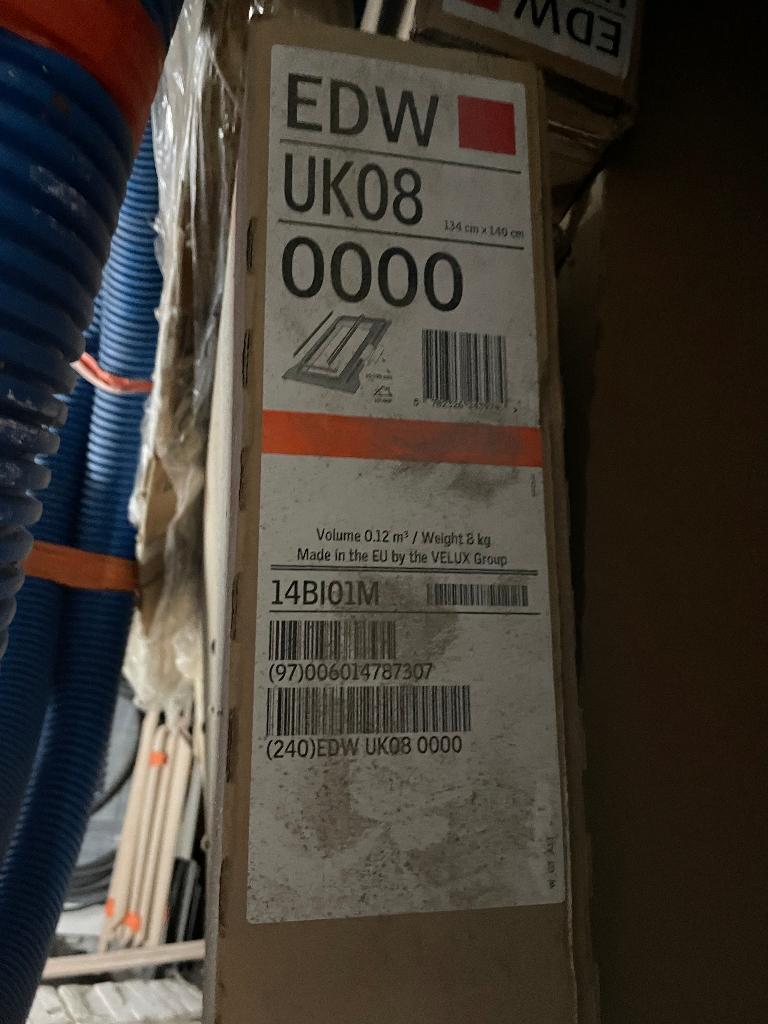 EDW
EDW
UK08
134 cm x 140 cm
0000
Volume 0.12 m³ / Weight 8 kg
Made in the EU by the VELUX Group
14BI01M
(97)006014787307
(240)EDW UK08 0000